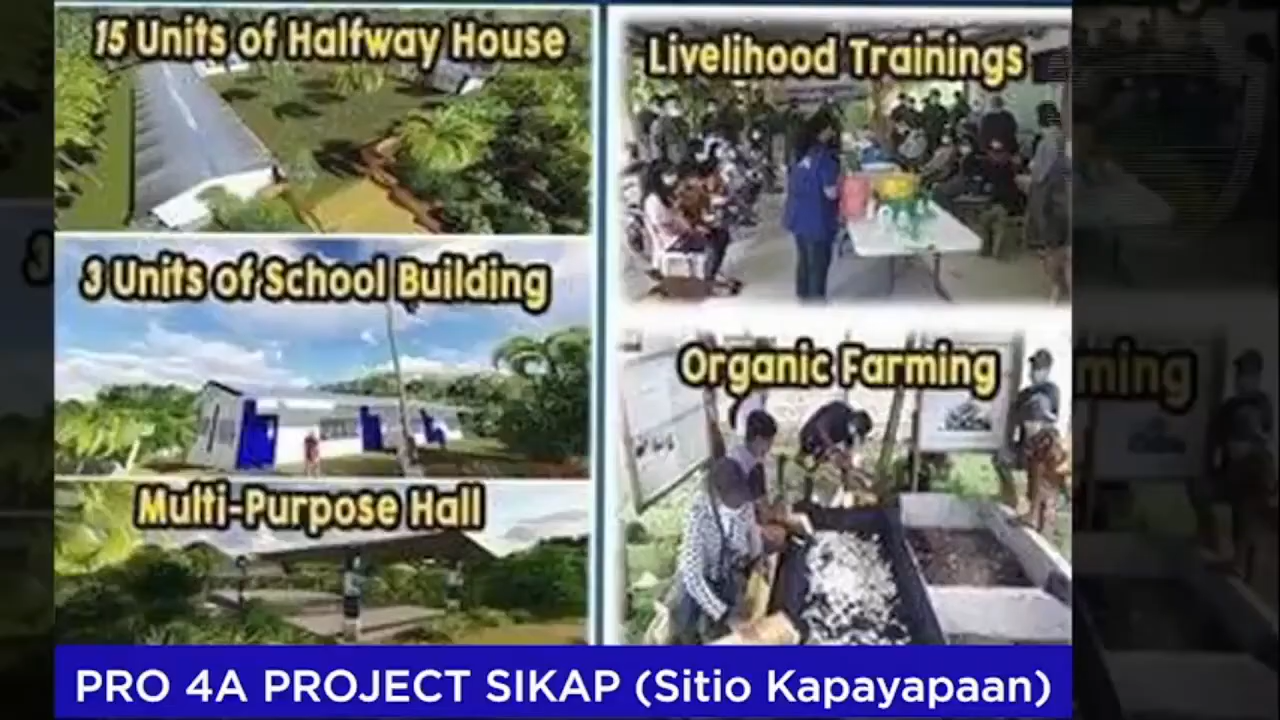 15 Units of Halfway House
3 Units of School Building
Multi-Purpose Hall
Livelihood Trainings
Organic Farming
PRO 4A PROJECT SIKAP (Sitio Kapayapaan)